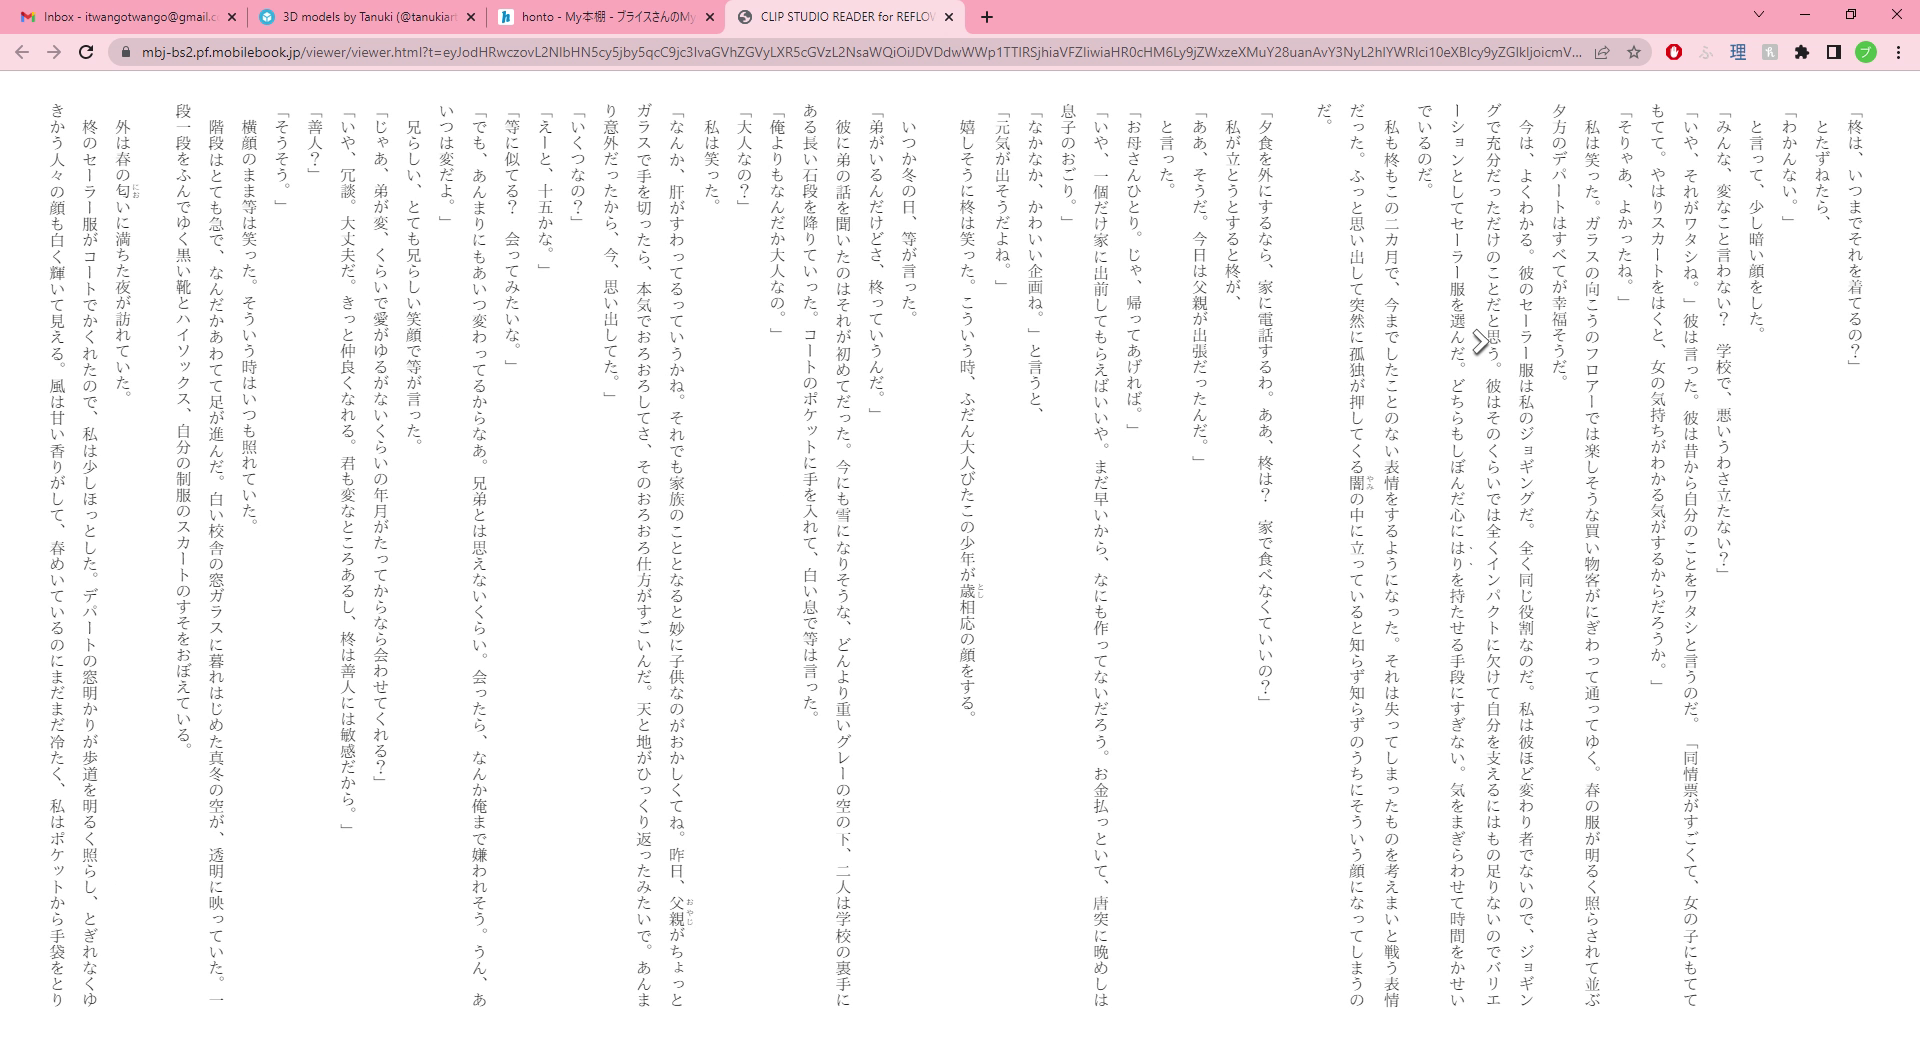 Inbox - itwangotwango@gmail.c
3D models by Tanuki (@tanukiart
honto - My本棚 - ブライスさんのMy
CLIP STUDIO READER for REFLOW
mbj-bs2.pf.mobilebook.jp/viewer/viewer.html?t=eyJodHRwczovL2NlbHN5cy5jby5qcC9jc3IvaGVhZGVyLXR5cGVzL2NsaWQiOiJDVDdwWWp1TTlRSjhiaVFZIiwiaHR0cHM6Ly9jZWxzeXMuY28uanAvY3NyL2hlYWRlci10eXBlcy9yZGlkIjoicmV...
ふ
理
h
ブ
「柊は、いつまでそれを着てるの？」
とたずねたら、
「わかんない。」
と言って、少し暗い顔をした。
「みんな、変なこと言わない？　学校で、悪いうわさ立たない？」
「いや、それがワタシね。」彼は言った。彼は昔から自分のことをワタシと言うのだ。「同情票がすごくて、女の子にもてて
もてて。やはりスカートをはくと、女の気持ちがわかる気がするからだろうか。」
「そりゃあ、よかったね。」
私は笑った。ガラスの向こうのフロアーでは楽しそうな買い物客がにぎわって通ってゆく。春の服が明るく照らされて並ぶ
夕方のデパートはすべてが幸福そうだ。
今は、よくわかる。彼のセーラー服は私のジョギングだ。全く同じ役割なのだ。私は彼ほど変わり者でないので、ジョギン
グで充分だっただけのことだと思う。彼はそのくらいでは全くインパクトに欠けて自分を支えるにはもの足りないのでバリエ
ーションとしてセーラー服を選んだ。どちらもしぼんだ心にはりを持たせる手段にすぎない。気をまぎらわせて時間をかせい
でいるのだ。
私も柊もこの二カ月で、今までしたことのない表情をするようになった。それは失ってしまったものを考えまいと戦う表情
だった。ふっと思い出して突然に孤独が押してくる闇やみの中に立っていると知らず知らずのうちにそういう顔になってしまうの
だ。
「夕食を外にするなら、家に電話するわ。ああ、柊は？　家で食べなくていいの？」
私が立とうとすると柊が、
「ああ、そうだ。今日は父親が出張だったんだ。」
と言った。
「お母さんひとり。じゃ、帰ってあげれば。」
「いや、一個だけ家に出前してもらえばいいや。まだ早いから、なにも作ってないだろう。お金払っといて、唐突に晩めしは
息子のおごり。」
「なかなか、かわいい企画ね。」と言うと、
「元気が出そうだよね。」
嬉しそうに柊は笑った。こういう時、ふだん大人びたこの少年が歳とし相応の顔をする。
いつか冬の日、等が言った。
「弟がいるんだけどさ、柊っていうんだ。」
彼に弟の話を聞いたのはそれが初めてだった。今にも雪になりそうな、どんより重いグレーの空の下、二人は学校の裏手に
ある長い石段を降りていった。コートのポケットに手を入れて、白い息で等は言った。
「俺よりもなんだか大人なの。」
「大人なの？」
私は笑った。
「なんか、肝がすわってるっていうかね。それでも家族のこととなると妙に子供なのがおかしくてね。昨日、父親おやじがちょっと
ガラスで手を切ったら、本気でおろおろしてさ、そのおろおろ仕方がすごいんだ。天と地がひっくり返ったみたいで。あんま
り意外だったから、今、思い出してた。」
「いくつなの？」
「えーと、十五かな。」
「等に似てる？　会ってみたいな。」
「でも、あんまりにもあいつ変わってるからなあ。兄弟とは思えないくらい。会ったら、なんか俺まで嫌われそう。うん、あ
いつは変だよ。」
兄らしい、とても兄らしい笑顔で等が言った。
「じゃあ、弟が変、くらいで愛がゆるがないくらいの年月がたってからなら会わせてくれる？」
「いや、冗談。大丈夫だ。きっと仲良くなれる。君も変なところあるし、柊は善人には敏感だから。」
「善人？」
「そうそう。」
横顔のまま等は笑った。そういう時はいつも照れていた。
階段はとても急で、なんだかあわてて足が進んだ。白い校舎の窓ガラスに暮れはじめた真冬の空が、透明に映っていた。一
段一段をふんでゆく黒い靴とハイソックス、自分の制服のスカートのすそをおぼえている。
外は春の匂におい に満ちた夜が訪れていた。
柊のセーラー服がコートでかくれたので、私は少しほっとした。デパートの窓明かりが歩道を明るく照らし、とぎれなくゆ
きかう人々の顔も白く輝いて見える。風は甘い香りがして、春めいているのにまだまだ冷たく、私はポケットから手袋をとり